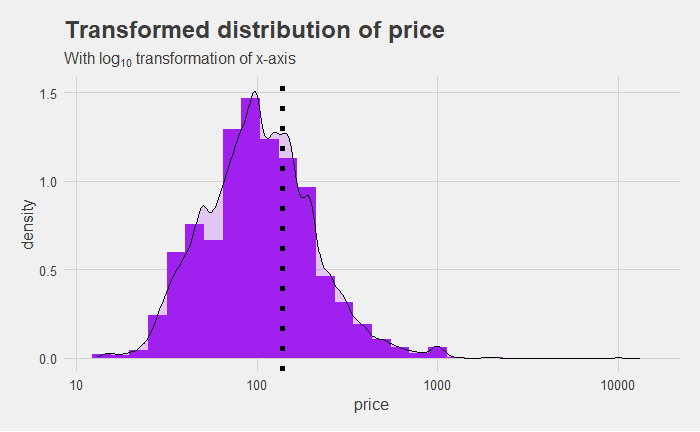 Transformed distribution of price
With log₁₀ transformation of x-axis
1.5
1.0
0.5
0.0
density
10 100 1000 10000
price